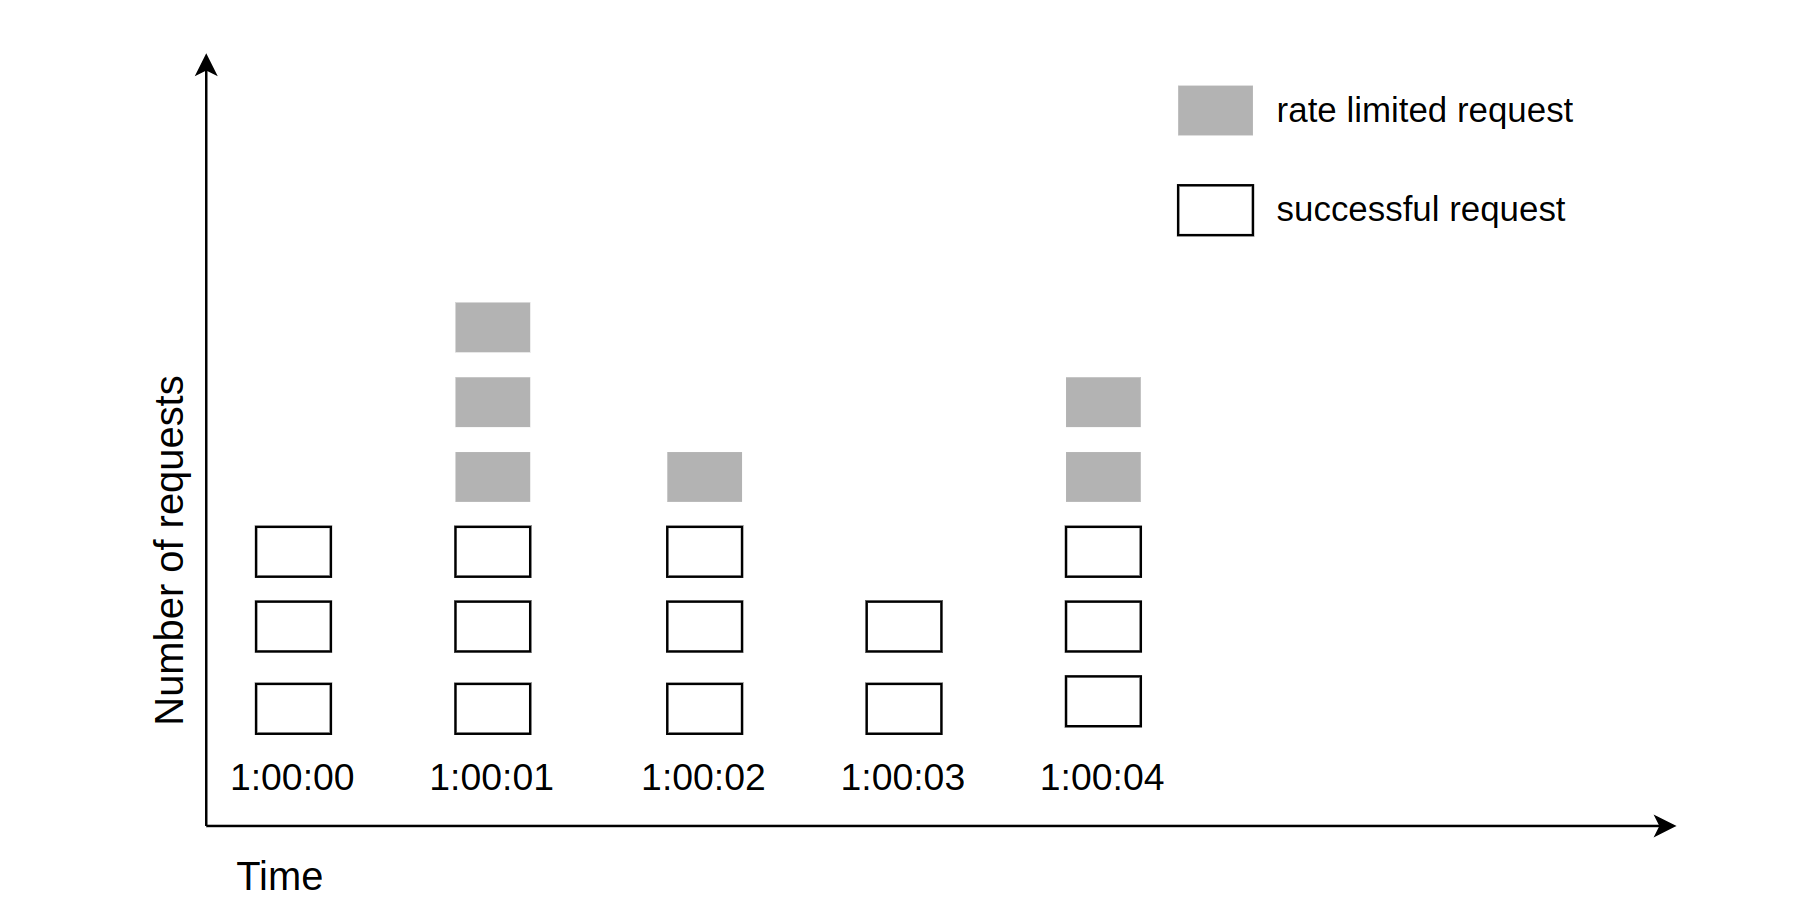 rate limited request
successful request
Number of requests
1:00:00 1:00:01 1:00:02 1:00:03 1:00:04
Time